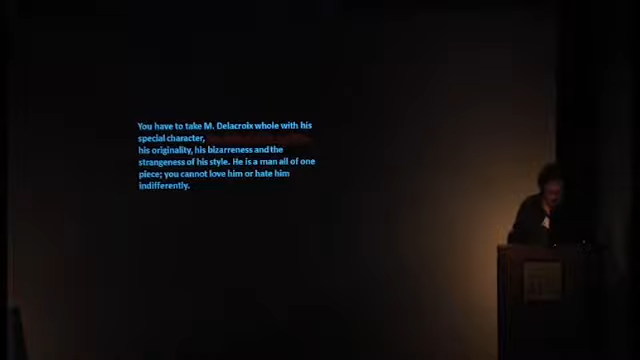 You have to take M. Delacroix whole with his
special character,
his originality, his bizarreness and the
strangeness of his style. He is a man all of one
piece; you cannot love him or hate him
indifferently.